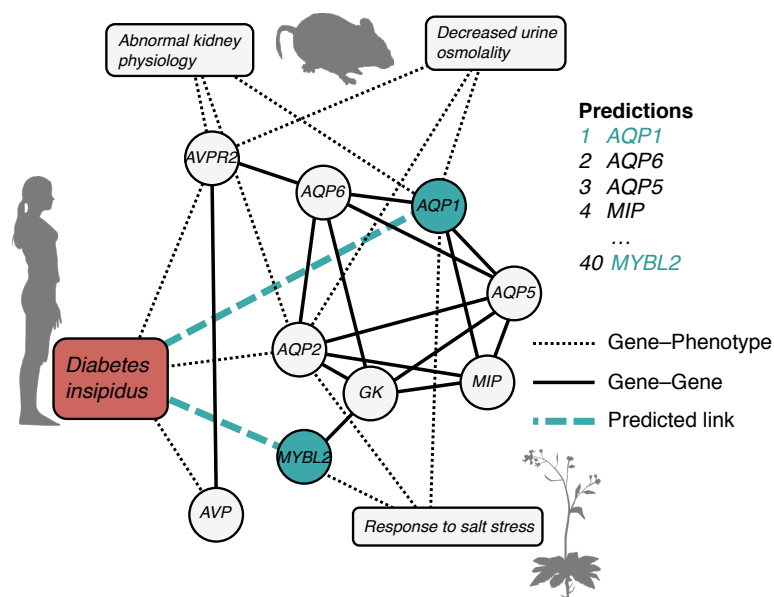 Abnormal kidney
physiology
Decreased urine
osmolality
Predictions
1 AQP1
2 AQP6
3 AQP5
4 MIP
...
40 MYBL2
AVPR2
AQP6
AQP1
AQP5
AQP2
GK
MIP
Diabetes
insipidus
MYBL2
AVP
Response to salt stress
Gene–Phenotype
Gene–Gene
Predicted link